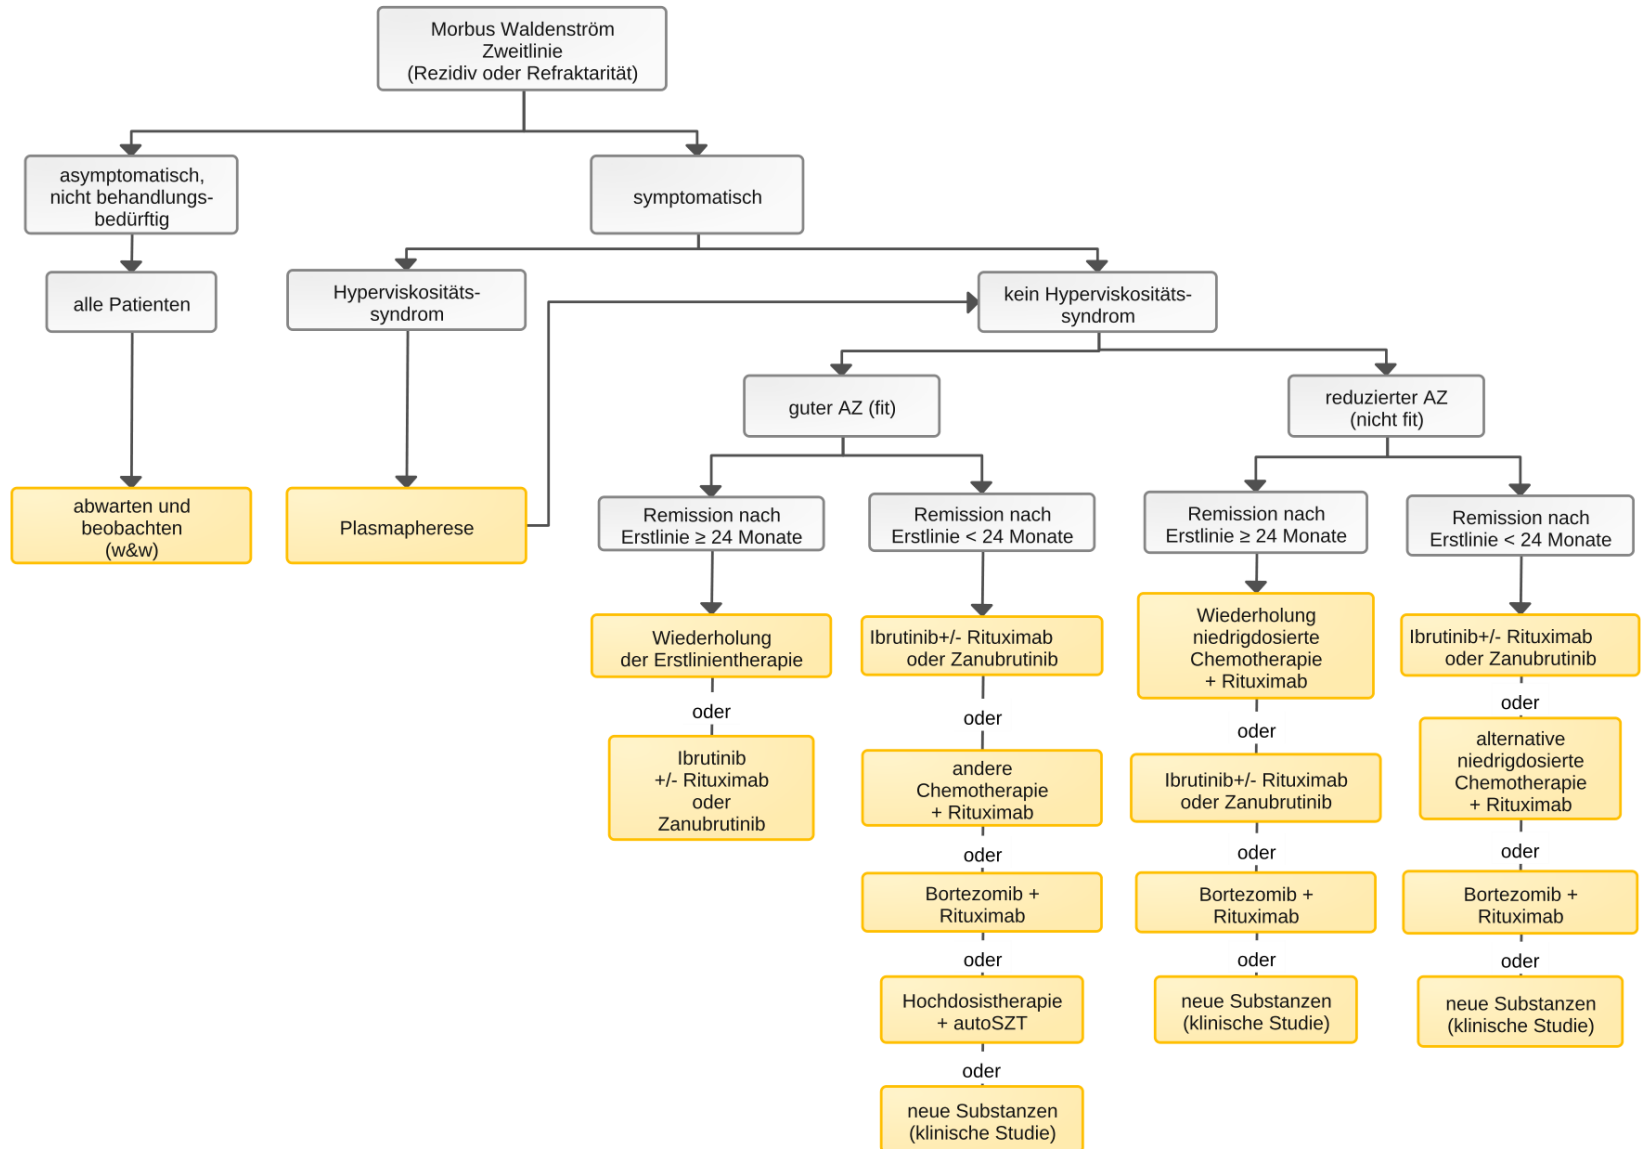 Morbus Waldenström
Zweitlinie
(Rezidiv oder Refraktarität)
asymptomatisch,
nicht behandlungs-
bedürftig
symptomatisch
alle Patienten
Hyperviskositäts-
syndrom
kein Hyperviskositäts-
syndrom
guter AZ (fit)
reduzierter AZ
(nicht fit)
abwarten und
beobachten
(w&w)
Plasmapherese
Remission nach
Erstlinie ≥ 24 Monate
Remission nach
Erstlinie < 24 Monate
Remission nach
Erstlinie ≥ 24 Monate
Remission nach
Erstlinie < 24 Monate
Wiederholung
der Erstlinientherapie
oder
Ibrutinib
+/- Rituximab
oder
Zanubrutinib
Ibrutinib+/- Rituximab
oder Zanubrutinib
oder
andere
Chemotherapie
+ Rituximab
oder
Bortezomib +
Rituximab
oder
Hochdosistherapie
+ autoSZT
oder
neue Substanzen
(klinische Studie)
Wiederholung
niedrigdosierte
Chemotherapie
+ Rituximab
oder
Ibrutinib+/- Rituximab
oder Zanubrutinib
oder
Bortezomib +
Rituximab
oder
neue Substanzen
(klinische Studie)
Ibrutinib+/- Rituximab
oder Zanubrutinib
oder
alternative
niedrigdosierte
Chemotherapie
+ Rituximab
oder
Bortezomib +
Rituximab
oder
neue Substanzen
(klinische Studie)